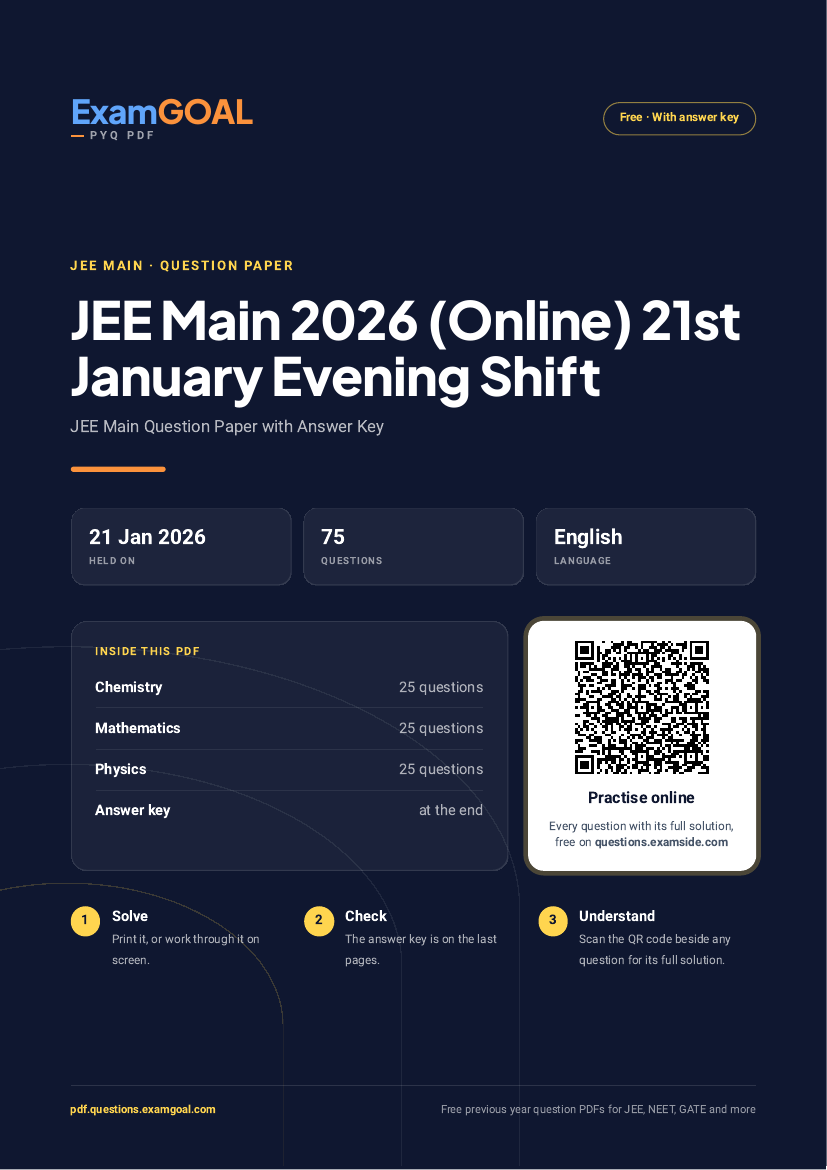 ExamGOAL
PYQ PDF
Free · With answer key
JEE MAIN · QUESTION PAPER
JEE Main 2026 (Online) 21st
January Evening Shift
JEE Main Question Paper with Answer Key
21 Jan 2026
HELD ON
75
QUESTIONS
English
LANGUAGE
INSIDE THIS PDF
Chemistry 25 questions
Mathematics 25 questions
Physics 25 questions
Answer key at the end
Practise online
Every question with its full solution,
free on questions.examside.com
1 Solve
Print it, or work through it on
screen.
2 Check
The answer key is on the last
pages.
3 Understand
Scan the QR code beside any
question for its full solution.
pdf.questions.examgoal.com
Free previous year question PDFs for JEE, NEET, GATE and more